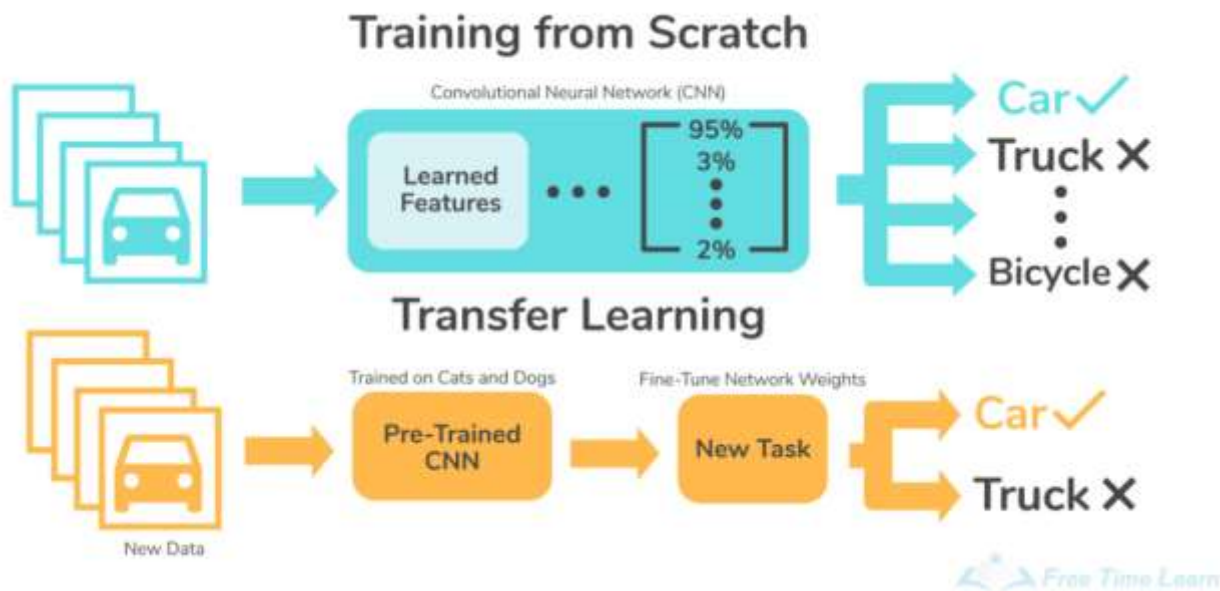 Training from Scratch
Convolutional Neural Network (CNN)
Learned
Features
95%
3%
2%
Car
Truck
Bicycle
Transfer Learning
Trained on Cats and Dogs
Pre-Trained
CNN
Fine-Tune Network Weights
New Task
Car
Truck
New Data
Free Time Learn